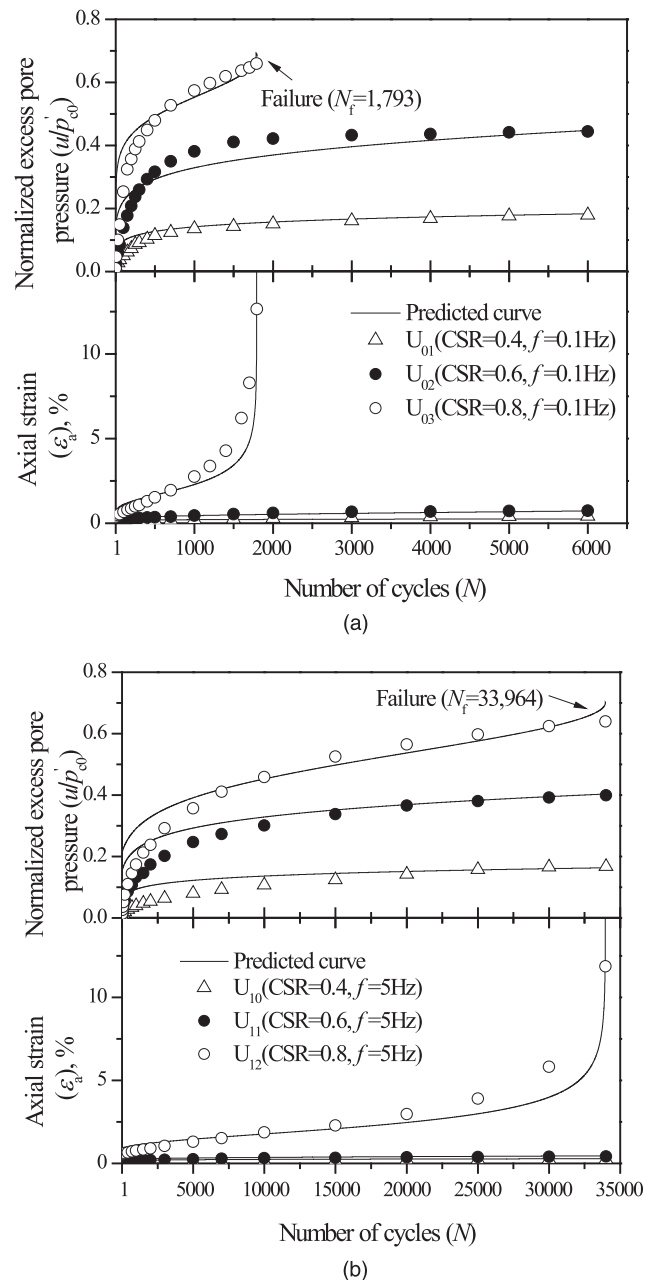 0.8
0.6
0.4
0.2
0.0
Normalized excess pore
pressure (u/p'c0)
Failure (Nf=1,793)
10
5
0
Axial strain
(εa), %
Predicted curve
U01(CSR=0.4, f=0.1Hz)
U02(CSR=0.6, f=0.1Hz)
U03(CSR=0.8, f=0.1Hz)
1 1000 2000 3000 4000 5000 6000
Number of cycles (N)
(a)
0.8
0.6
0.4
0.2
0.0
Normalized excess pore
pressure (u/p'c0)
Failure (Nf=33,964)
10
5
0
Axial strain
(εa), %
Predicted curve
U10(CSR=0.4, f=5Hz)
U11(CSR=0.6, f=5Hz)
U12(CSR=0.8, f=5Hz)
1 5000 10000 15000 20000 25000 30000 35000
Number of cycles (N)
(b)